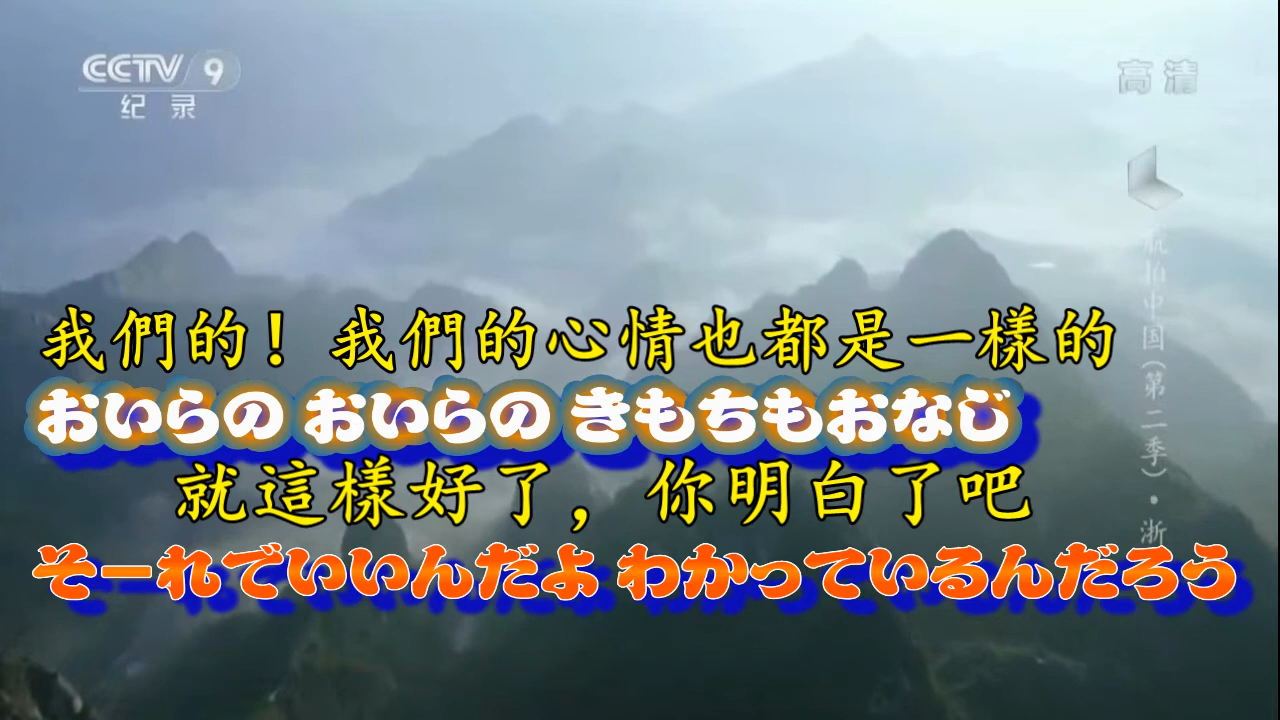 CCTV 9
纪录
高清
航拍中国(第二季)·浙
我們的！我們的心情也都是一樣的
おいらの おいらの きもちもおなじ
就這樣好了，你明白了吧
そーれでいいんだよ わかっているんだろう